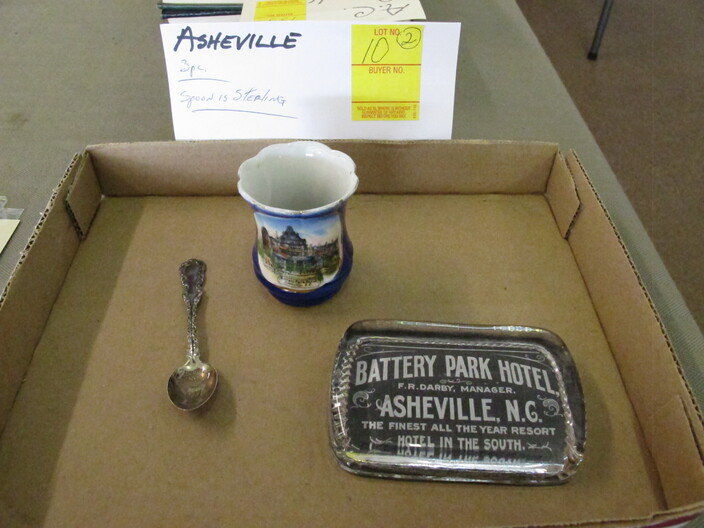 A.C.
ASHEVILLE
3pc.
Spoon is Sterling
LOT NO.
10 2
BUYER NO.
BATTERY PARK HOTEL,
F.R. DARBY, MANAGER.
ASHEVILLE, N.C.
THE FINEST ALL THE YEAR RESORT
HOTEL IN THE SOUTH.